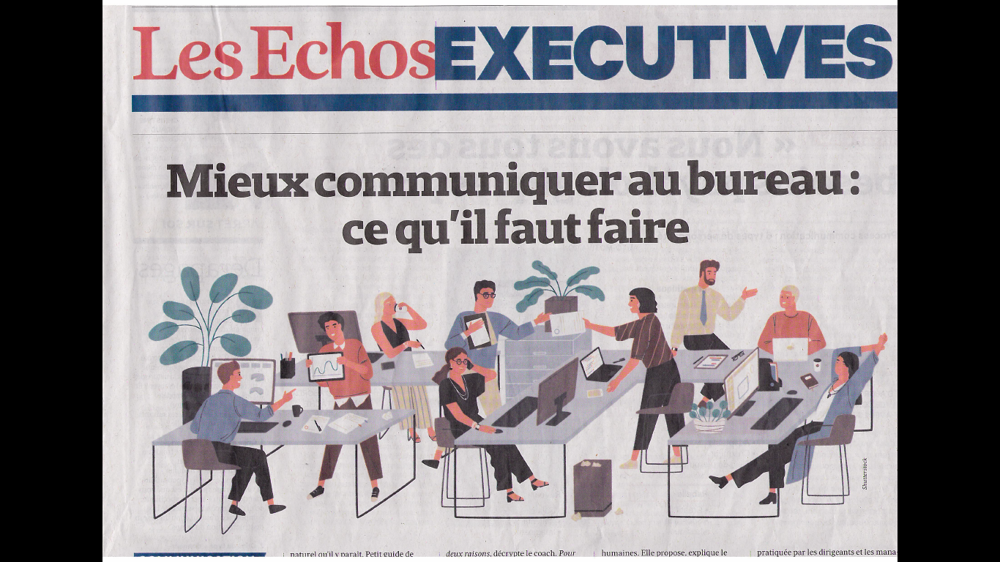 Les Echos EXECUTIVES
Mieux communiquer au bureau :
ce qu'il faut faire
Shutterstock
COMMUNICATION
naturel qu'il y paraît. Petit guide de
deux raisons, décrypte le coach. Pour
humaines. Elle propose, explique le
pratiquée par les dirigeants et les mana-